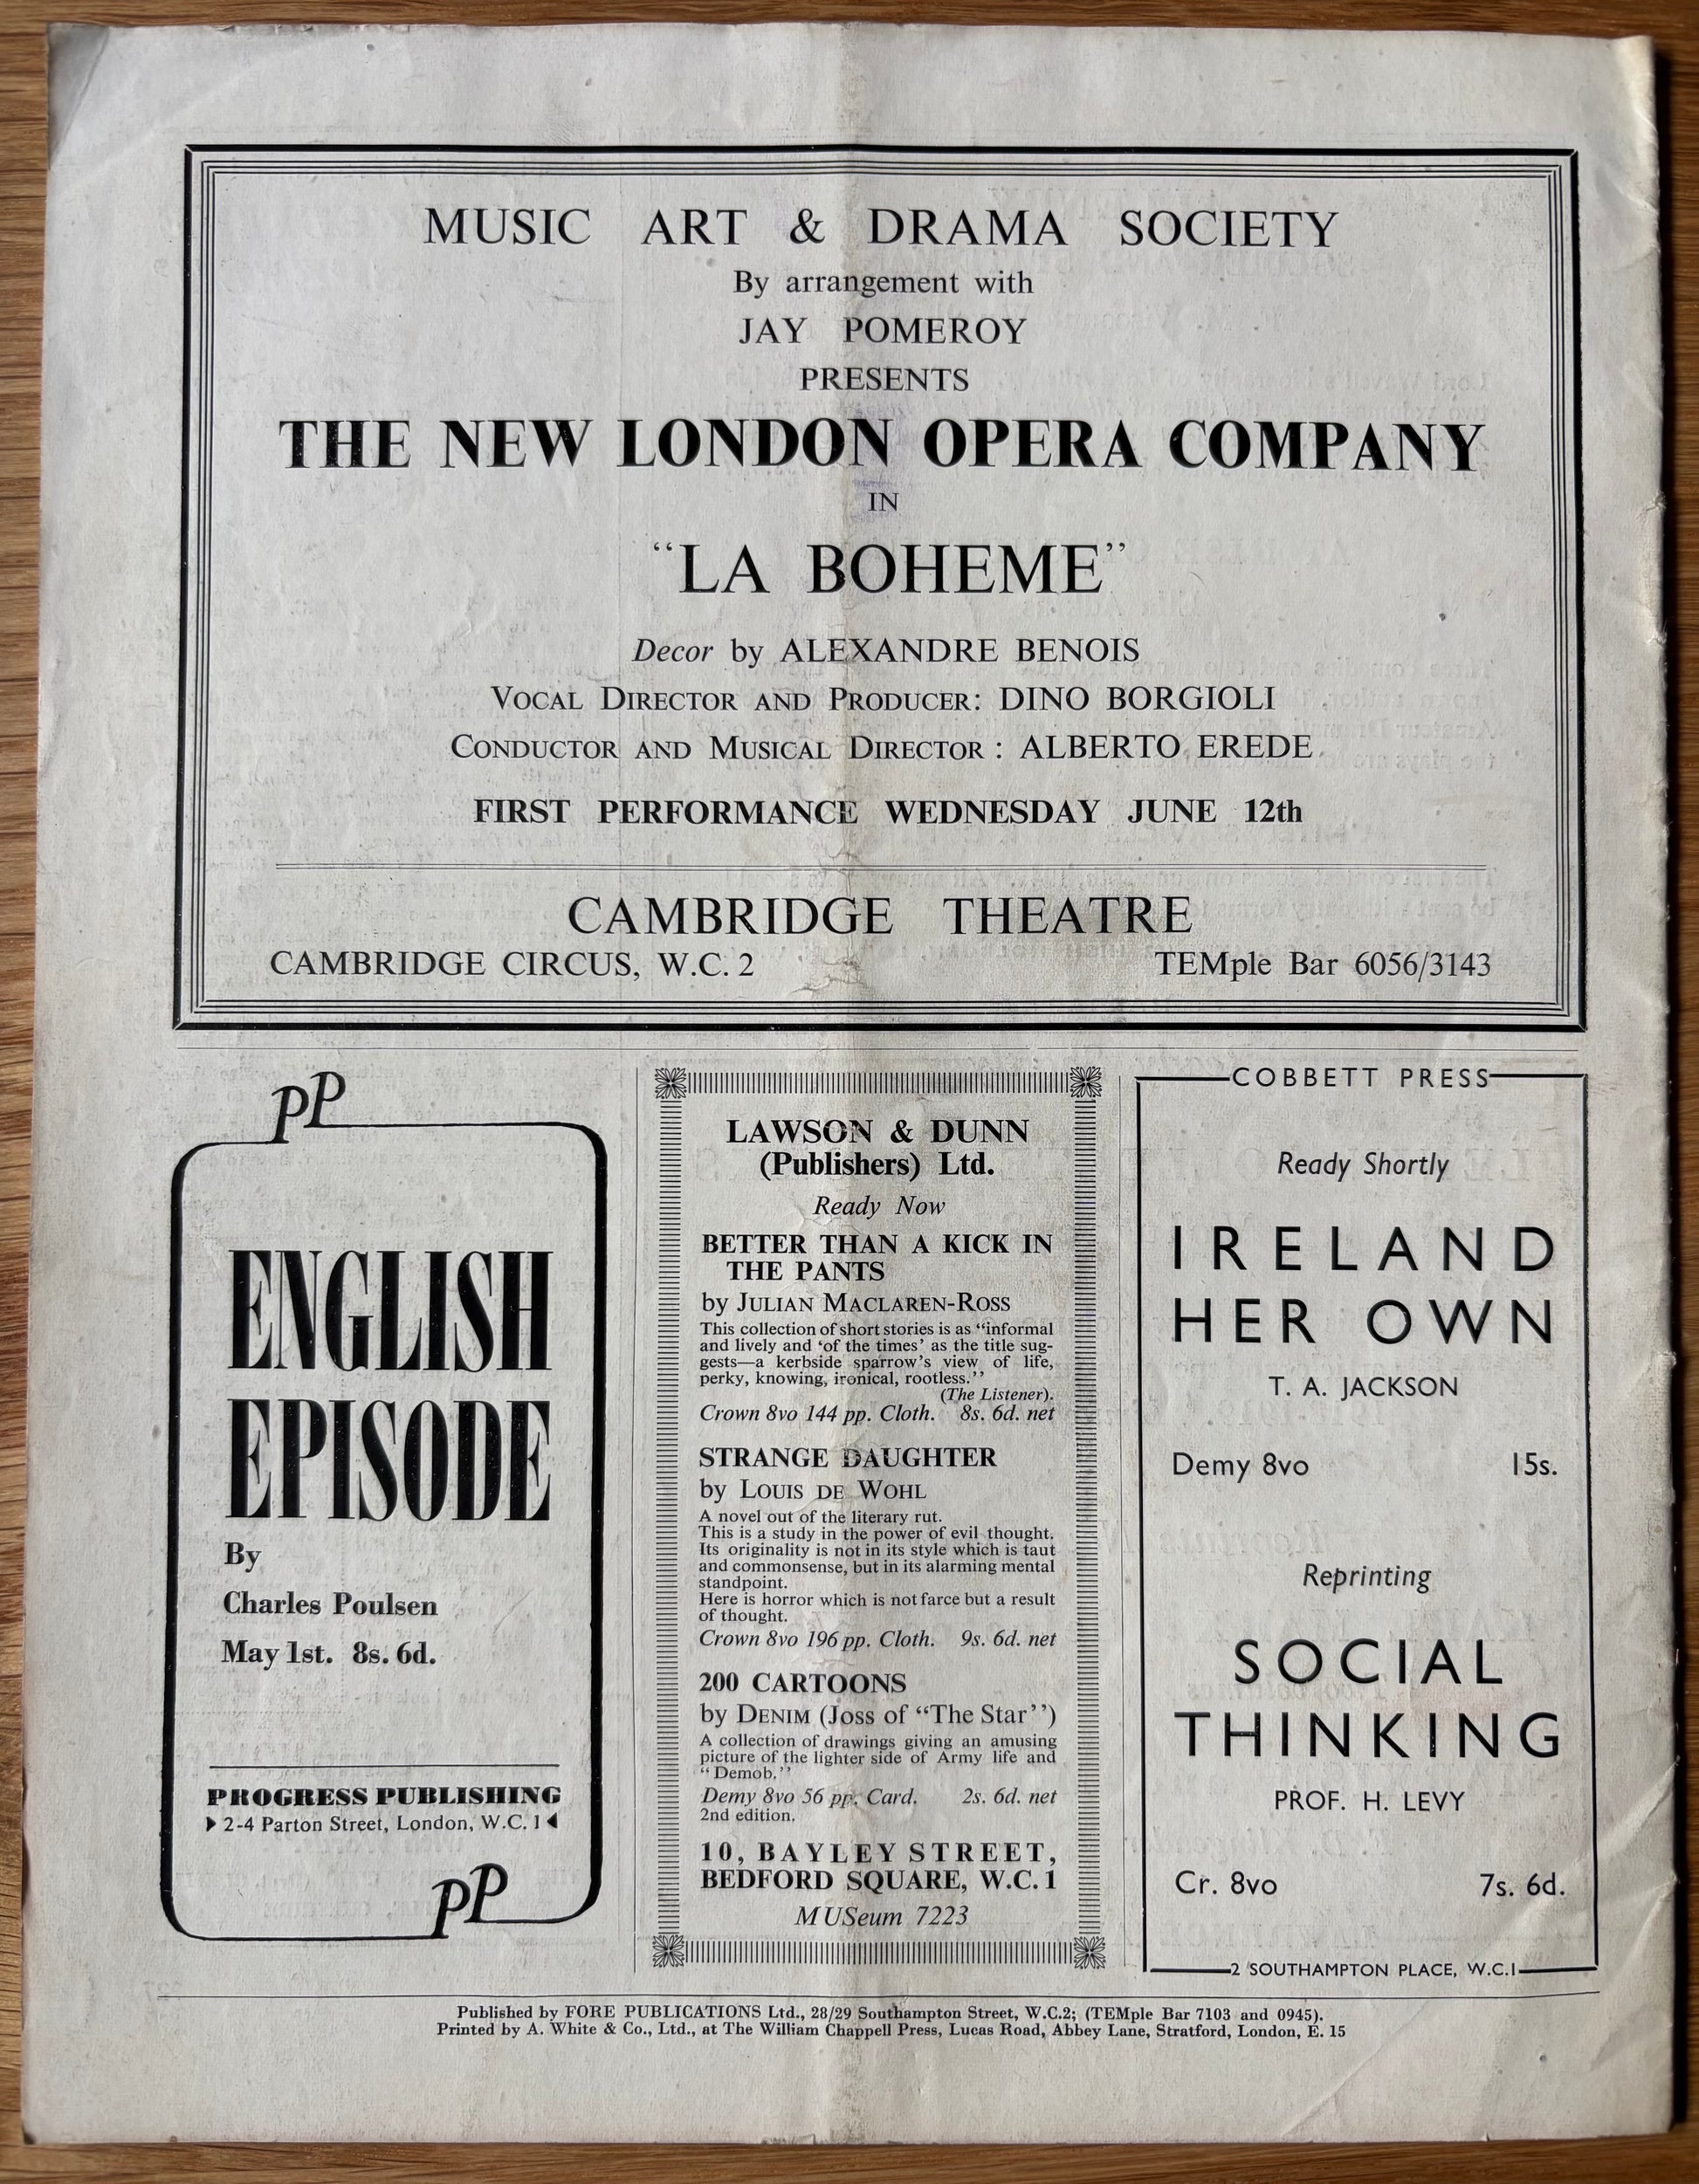 MUSIC ART & DRAMA SOCIETY
By arrangement with
JAY POMEROY
PRESENTS
THE NEW LONDON OPERA COMPANY
IN
“LA BOHEME”
Decor by ALEXANDRE BENOIS
VOCAL DIRECTOR AND PRODUCER: DINO BORGIOLI
CONDUCTOR AND MUSICAL DIRECTOR : ALBERTO EREDE
FIRST PERFORMANCE WEDNESDAY JUNE 12th
CAMBRIDGE THEATRE
CAMBRIDGE CIRCUS, W.C. 2 TEMple Bar 6056/3143
pP
ENGLISH
EPISODE
By
Charles Poulsen
May 1st. 8s. 6d.
PROGRESS PUBLISHING
2-4 Parton Street, London, W.C. 1
pP
LAWSON & DUNN
(Publishers) Ltd.
Ready Now
BETTER THAN A KICK IN
THE PANTS
by JULIAN MACLAREN-ROSS
This collection of short stories is as “informal
and lively and ‘of the times’ as the title sug-
gests—a kerbside sparrow’s view of life,
perky, knowing, ironical, rootless.”
(The Listener).
Crown 8vo 144 pp. Cloth. 8s. 6d. net
STRANGE DAUGHTER
by LOUIS DE WOHL
A novel out of the literary rut.
This is a study in the power of evil thought.
Its originality is not in its style which is taut
and commonsense, but in its alarming mental
standpoint.
Here is horror which is not farce but a result
of thought.
Crown 8vo 196 pp. Cloth. 9s. 6d. net
200 CARTOONS
by DENIM (Joss of “The Star”)
A collection of drawings giving an amusing
picture of the lighter side of Army life and
“Demob.”
Demy 8vo 56 pp. Card. 2s. 6d. net
2nd edition.
10, BAYLEY STREET,
BEDFORD SQUARE, W.C. 1
MUSeum 7223
COBBETT PRESS
Ready Shortly
IRELAND
HER OWN
T. A. JACKSON
Demy 8vo 15s.
Reprinting
SOCIAL
THINKING
PROF. H. LEVY
Cr. 8vo 7s. 6d.
2 SOUTHAMPTON PLACE, W.C.1
Published by FORE PUBLICATIONS Ltd., 28/29 Southampton Street, W.C.2; (TEMple Bar 7103 and 0945).
Printed by A. White & Co., Ltd., at The William Chappell Press, Lucas Road, Abbey Lane, Stratford, London, E. 15